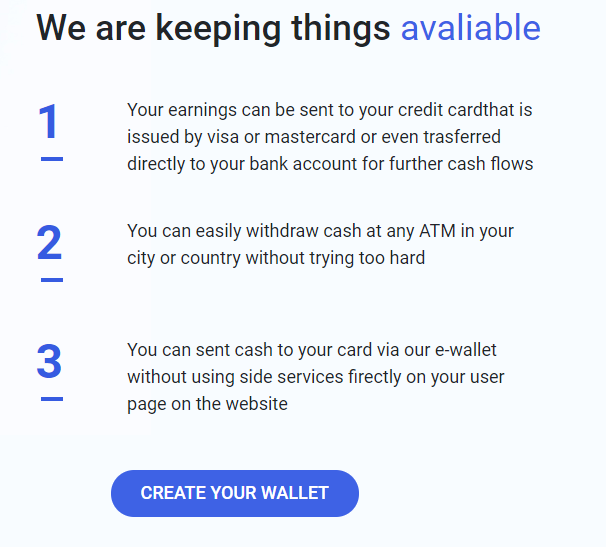 We are keeping things avaliable
1
Your earnings can be sent to your credit cardthat is
issued by visa or mastercard or even trasferred
directly to your bank account for further cash flows
2
You can easily withdraw cash at any ATM in your
city or country without trying too hard
3
You can sent cash to your card via our e-wallet
without using side services firectly on your user
page on the website
CREATE YOUR WALLET